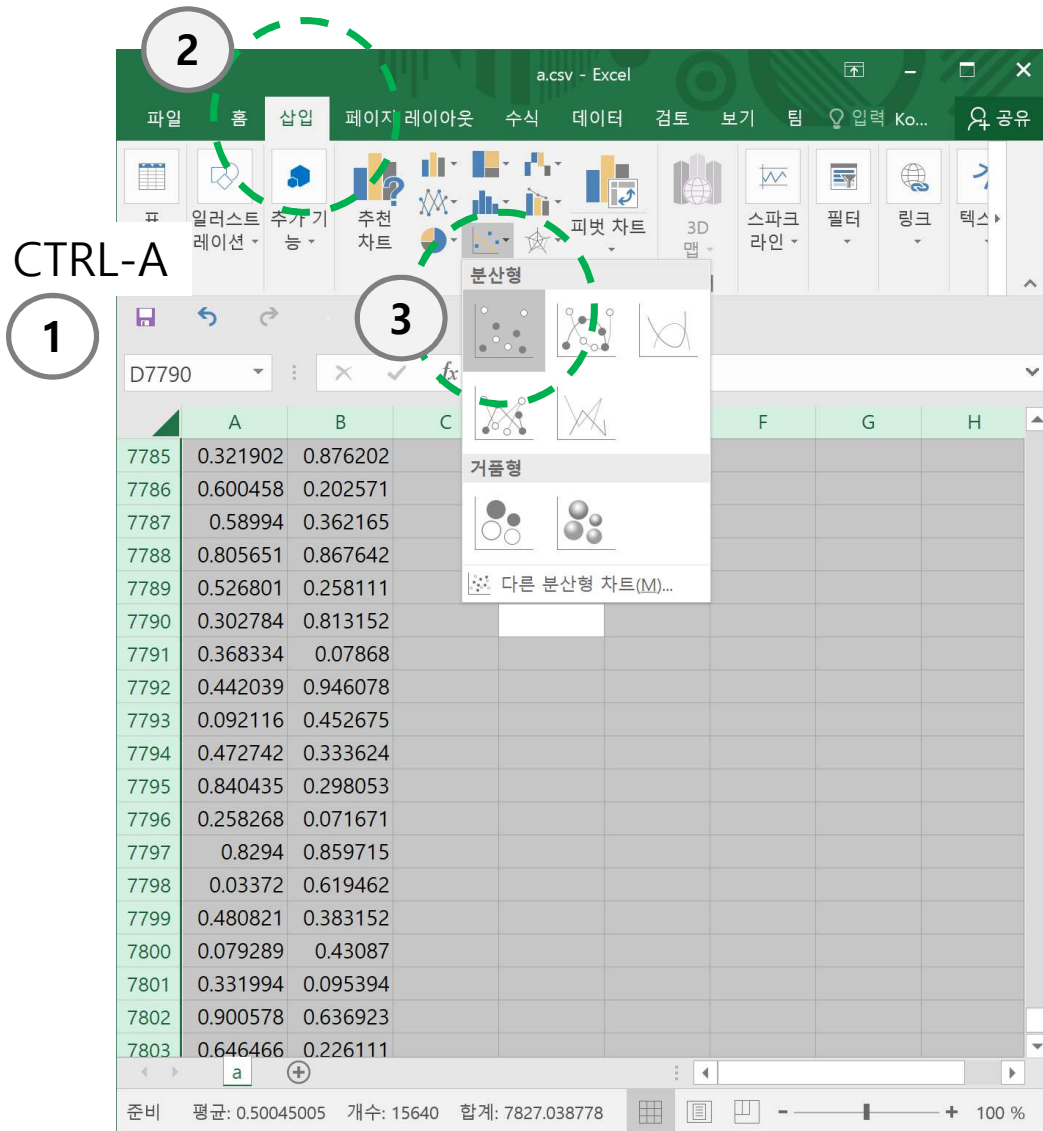 2
a.csv - Excel
파일 홈 삽입 페이지 레이아웃 수식 데이터 검토 보기 팀 입력 Ko... 공유
표 일러스트 추가 기 추천 피벗 차트 3D 스파크 필터 링크 텍스
레이션 능 차트 맵 라인
CTRL-A
분산형
1
3
D7790 fx
A B C F G H
7785 0.321902 0.876202
거품형
7786 0.600458 0.202571
7787 0.58994 0.362165
7788 0.805651 0.867642
7789 0.526801 0.258111
다른 분산형 차트(M)...
7790 0.302784 0.813152
7791 0.368334 0.07868
7792 0.442039 0.946078
7793 0.092116 0.452675
7794 0.472742 0.333624
7795 0.840435 0.298053
7796 0.258268 0.071671
7797 0.8294 0.859715
7798 0.03372 0.619462
7799 0.480821 0.383152
7800 0.079289 0.43087
7801 0.331994 0.095394
7802 0.900578 0.636923
7803 0.646466 0.226111
a
준비 평균: 0.50045005 개수: 15640 합계: 7827.038778 100 %